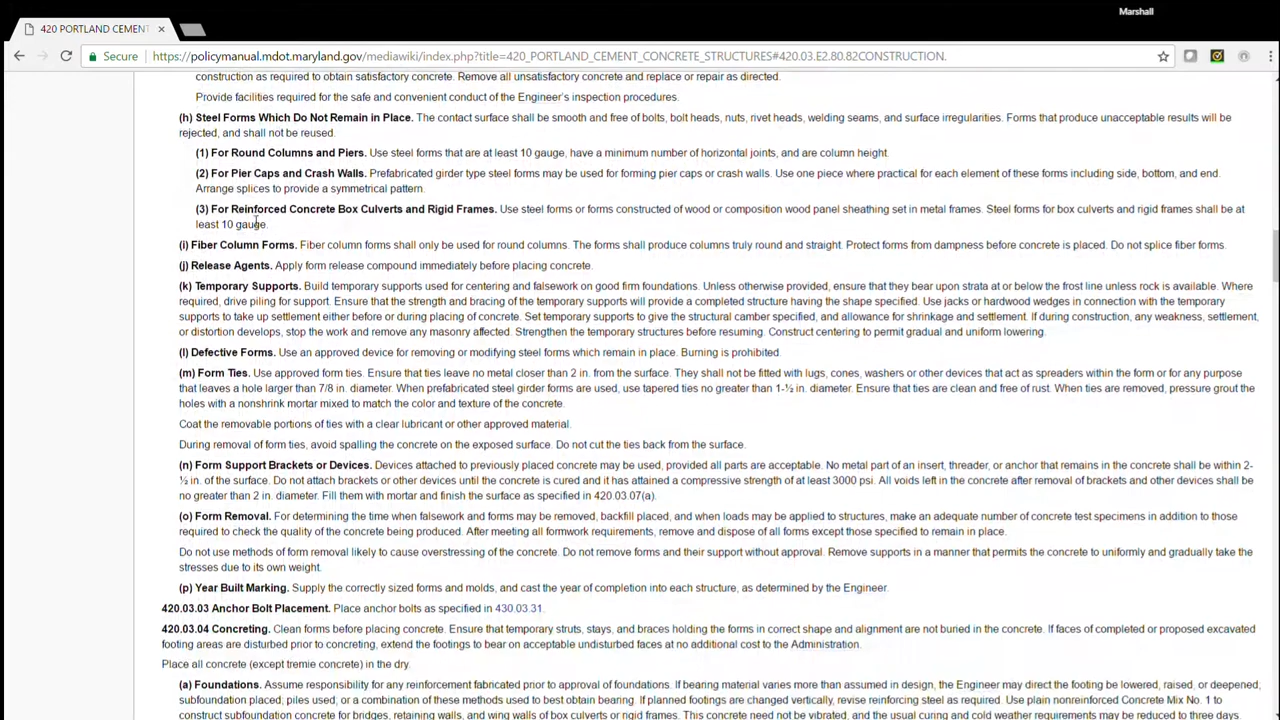 Marshall
420 PORTLAND CEMENT
Secure https://policymanual.mdot.maryland.gov/mediawiki/index.php?title=420_PORTLAND_CEMENT_CONCRETE_STRUCTURES#420.03.E2.80.82CONSTRUCTION.
construction as required to obtain satisfactory concrete. Remove all unsatisfactory concrete and replace or repair as directed.
Provide facilities required for the safe and convenient conduct of the Engineer's inspection procedures.
(h) Steel Forms Which Do Not Remain in Place. The contact surface shall be smooth and free of bolts, bolt heads, nuts, rivet heads, welding seams, and surface irregularities. Forms that produce unacceptable results will be
rejected, and shall not be reused.
(1) For Round Columns and Piers. Use steel forms that are at least 10 gauge, have a minimum number of horizontal joints, and are column height.
(2) For Pier Caps and Crash Walls. Prefabricated girder type steel forms may be used for forming pier caps or crash walls. Use one piece where practical for each element of these forms including side, bottom, and end.
Arrange splices to provide a symmetrical pattern.
(3) For Reinforced Concrete Box Culverts and Rigid Frames. Use steel forms or forms constructed of wood or composition wood panel sheathing set in metal frames. Steel forms for box culverts and rigid frames shall be at
least 10 gauge.
(i) Fiber Column Forms. Fiber column forms shall only be used for round columns. The forms shall produce columns truly round and straight. Protect forms from dampness before concrete is placed. Do not splice fiber forms.
(j) Release Agents. Apply form release compound immediately before placing concrete.
(k) Temporary Supports. Build temporary supports used for centering and falsework on good firm foundations. Unless otherwise provided, ensure that they bear upon strata at or below the frost line unless rock is available. Where
required, drive piling for support. Ensure that the strength and bracing of the temporary supports will provide a completed structure having the shape specified. Use jacks or hardwood wedges in connection with the temporary
supports to take up settlement either before or during placing of concrete. Set temporary supports to give the structural camber specified, and allowance for shrinkage and settlement. If during construction, any weakness, settlement,
or distortion develops, stop the work and remove any masonry affected. Strengthen the temporary structures before resuming. Construct centering to permit gradual and uniform lowering.
(l) Defective Forms. Use an approved device for removing or modifying steel forms which remain in place. Burning is prohibited.
(m) Form Ties. Use approved form ties. Ensure that ties leave no metal closer than 2 in. from the surface. They shall not be fitted with lugs, cones, washers or other devices that act as spreaders within the form or for any purpose
that leaves a hole larger than 7/8 in. diameter. When prefabricated steel girder forms are used, use tapered ties no greater than 1-½ in. diameter. Ensure that ties are clean and free of rust. When ties are removed, pressure grout the
holes with a nonshrink mortar mixed to match the color and texture of the concrete.
Coat the removable portions of ties with a clear lubricant or other approved material.
During removal of form ties, avoid spalling the concrete on the exposed surface. Do not cut the ties back from the surface.
(n) Form Support Brackets or Devices. Devices attached to previously placed concrete may be used, provided all parts are acceptable. No metal part of an insert, threader, or anchor that remains in the concrete shall be within 2-
½ in. of the surface. Do not attach brackets or other devices until the concrete is cured and it has attained a compressive strength of at least 3000 psi. All voids left in the concrete after removal of brackets and other devices shall be
no greater than 2 in. diameter. Fill them with mortar and finish the surface as specified in 420.03.07(a).
(o) Form Removal. For determining the time when falsework and forms may be removed, backfill placed, and when loads may be applied to structures, make an adequate number of concrete test specimens in addition to those
required to check the quality of the concrete being produced. After meeting all formwork requirements, remove and dispose of all forms except those specified to remain in place.
Do not use methods of form removal likely to cause overstressing of the concrete. Do not remove forms and their support without approval. Remove supports in a manner that permits the concrete to uniformly and gradually take the
stresses due to its own weight.
(p) Year Built Marking. Supply the correctly sized forms and molds, and cast the year of completion into each structure, as determined by the Engineer.
420.03.03 Anchor Bolt Placement. Place anchor bolts as specified in 430.03.31.
420.03.04 Concreting. Clean forms before placing concrete. Ensure that temporary struts, stays, and braces holding the forms in correct shape and alignment are not buried in the concrete. If faces of completed or proposed excavated
footing areas are disturbed prior to concreting, extend the footings to bear on acceptable undisturbed faces at no additional cost to the Administration.
Place all concrete (except tremie concrete) in the dry.
(a) Foundations. Assume responsibility for any reinforcement fabricated prior to approval of foundations. If bearing material varies more than assumed in design, the Engineer may direct the footing be lowered, raised, or deepened;
subfoundation placed; piles used; or a combination of these methods used to best obtain bearing. If planned footings are changed vertically, revise reinforcing steel as required. Use plain nonreinforced Concrete Mix No. 1 to
construct subfoundation concrete for bridges, retaining walls, and wing walls of box culverts or rigid frames. This concrete need not be vibrated, and the usual curing and cold weather requirements may be reduced to three days